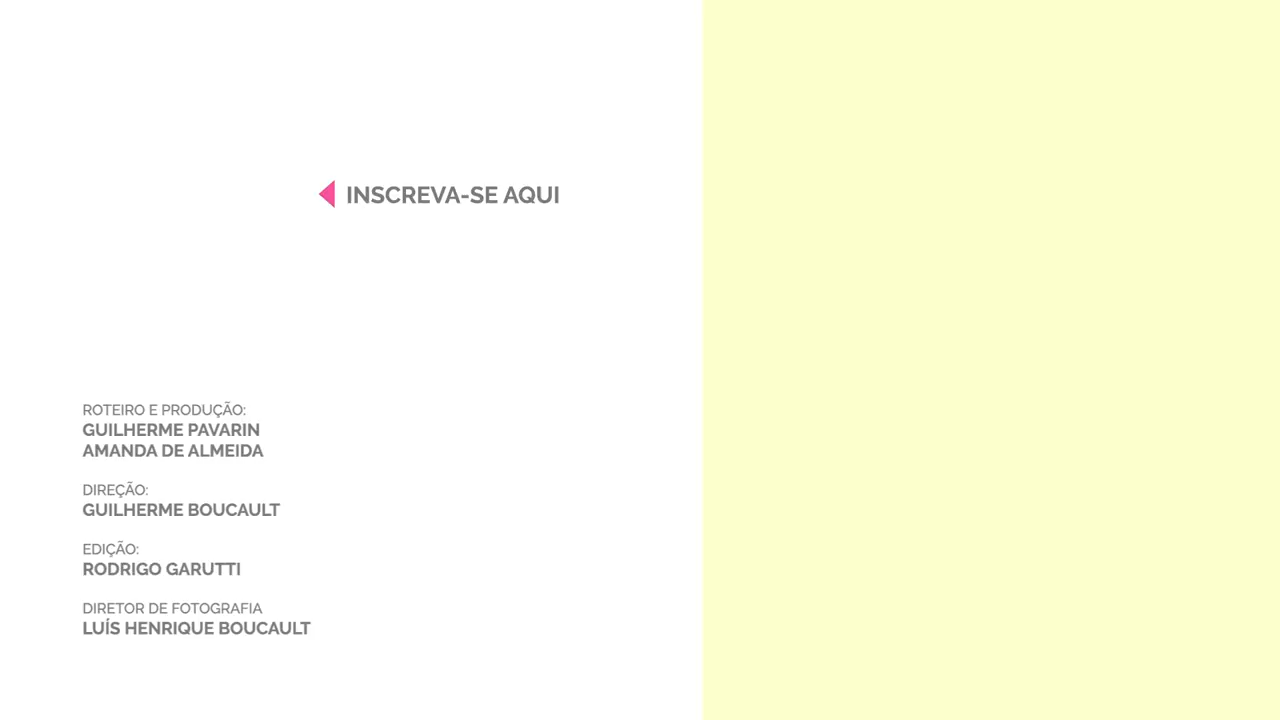 INSCREVA-SE AQUI
ROTEIRO E PRODUÇÃO:
GUILHERME PAVARIN
AMANDA DE ALMEIDA
DIREÇÃO:
GUILHERME BOUCAULT
EDIÇÃO:
RODRIGO GARUTTI
DIRETOR DE FOTOGRAFIA
LUÍS HENRIQUE BOUCAULT